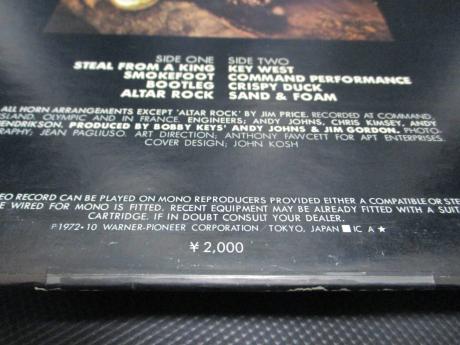 SIDE ONE SIDE TWO
STEAL FROM A KING KEY WEST
SMOKEFOOT COMMAND PERFORMANCE
BOOTLEG CRISPY DUCK
ALTAR ROCK SAND & FOAM
ALL HORN ARRANGEMENTS EXCEPT 'ALTAR ROCK' BY JIM PRICE. RECORDED AT COMMAND,
ISLAND, OLYMPIC AND IN FRANCE. ENGINEERS; ANDY JOHNS, CHRIS KIMSEY, ANDY
HENDRIKSON. PRODUCED BY BOBBY KEYS' ANDY JOHNS & JIM GORDON. PHOTO-
RAPHY; JEAN PAGLIUSO. ART DIRECTION; ANTHONY FAWCETT FOR APT ENTERPRISES.
COVER DESIGN; JOHN KOSH
EO RECORD CAN BE PLAYED ON MONO REPRODUCERS PROVIDED EITHER A COMPATIBLE OR STE
E WIRED FOR MONO IS FITTED. RECENT EQUIPMENT MAY BE ALREADY FITTED WITH A SUIT
CARTRIDGE. IF IN DOUBT CONSULT YOUR DEALER.
℗1972·10 WARNER-PIONEER CORPORATION / TOKYO, JAPAN ■IC A★
¥2,000